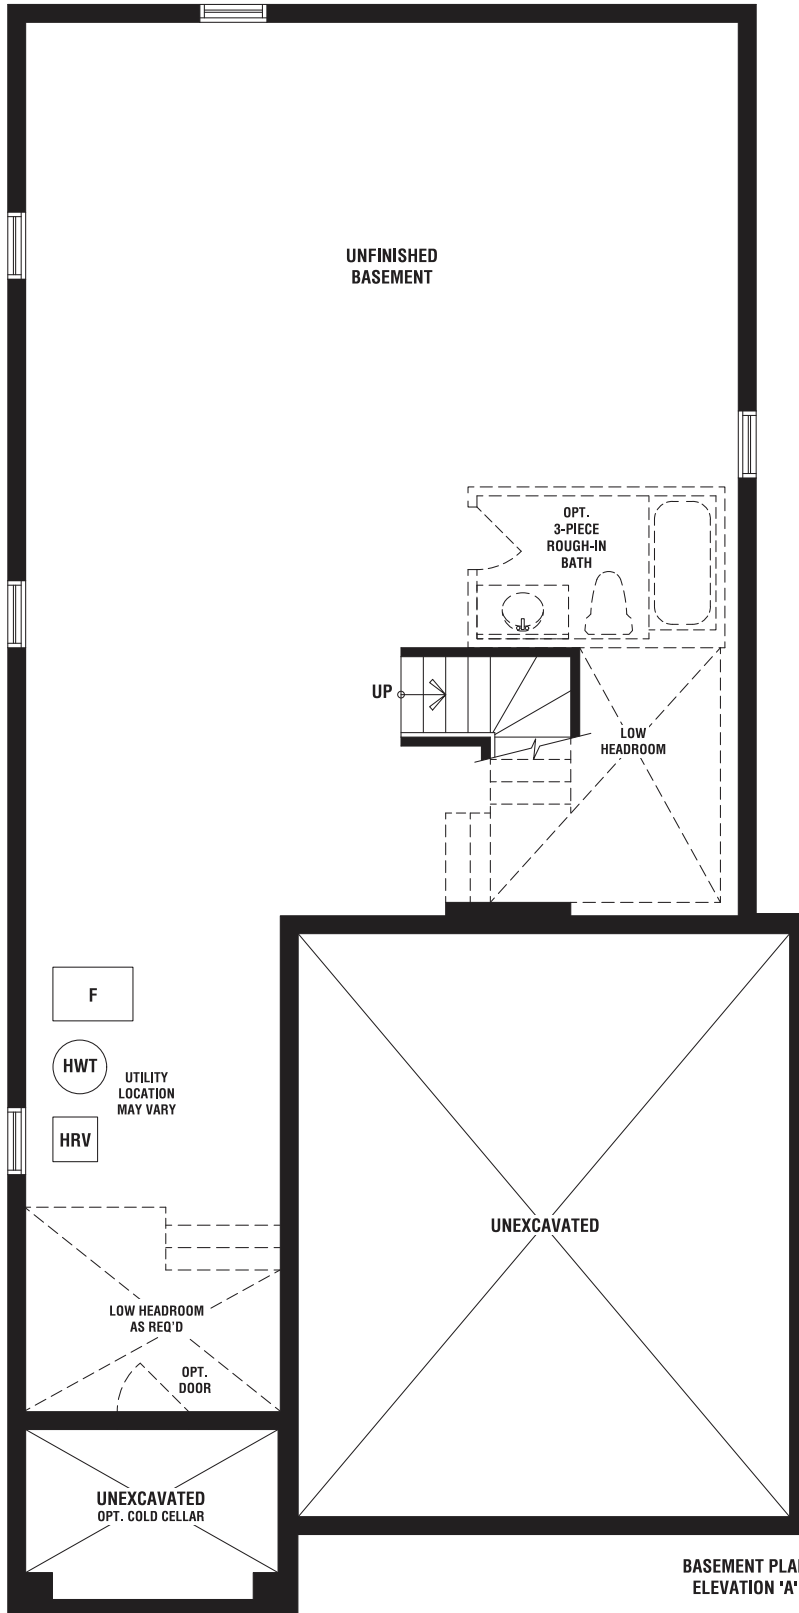 UNFINISHED
BASEMENT
OPT.
3-PIECE
ROUGH-IN
BATH
UP
LOW
HEADROOM
F
HWT
UTILITY
LOCATION
MAY VARY
HRV
UNEXCAVATED
LOW HEADROOM
AS REQ'D
OPT.
DOOR
UNEXCAVATED
OPT. COLD CELLAR
BASEMENT PLAN
ELEVATION 'A'